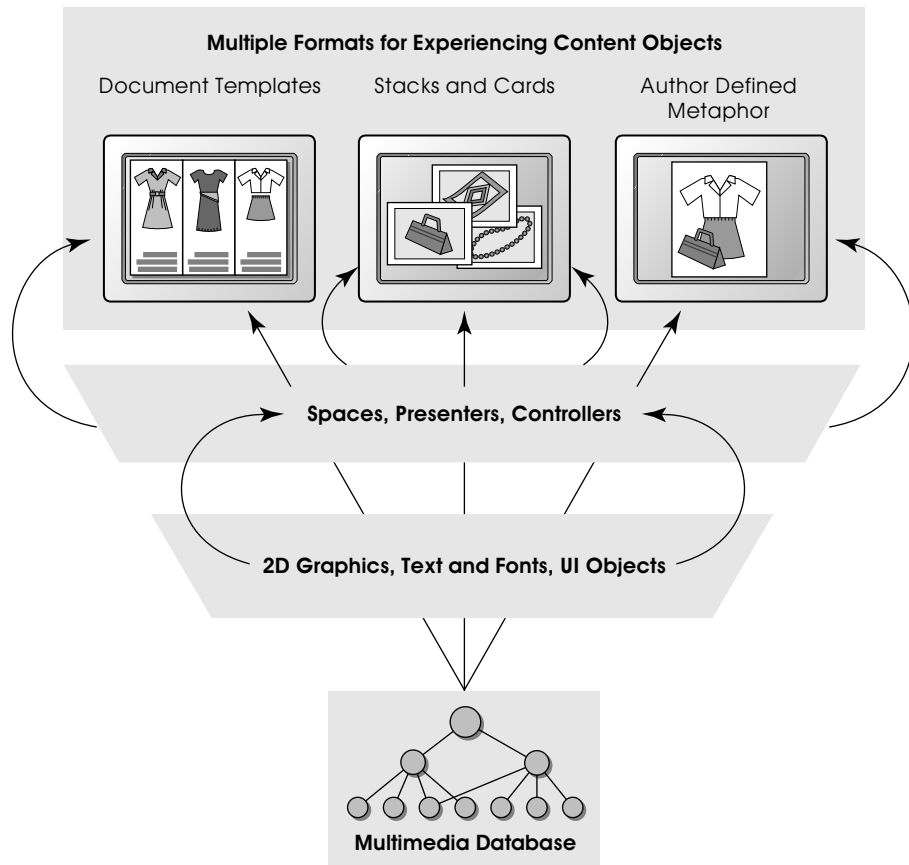 Multiple Formats for Experiencing Content Objects
Document Templates
Stacks and Cards
Author Defined
Metaphor
Spaces, Presenters, Controllers
2D Graphics, Text and Fonts, UI Objects
Multimedia Database